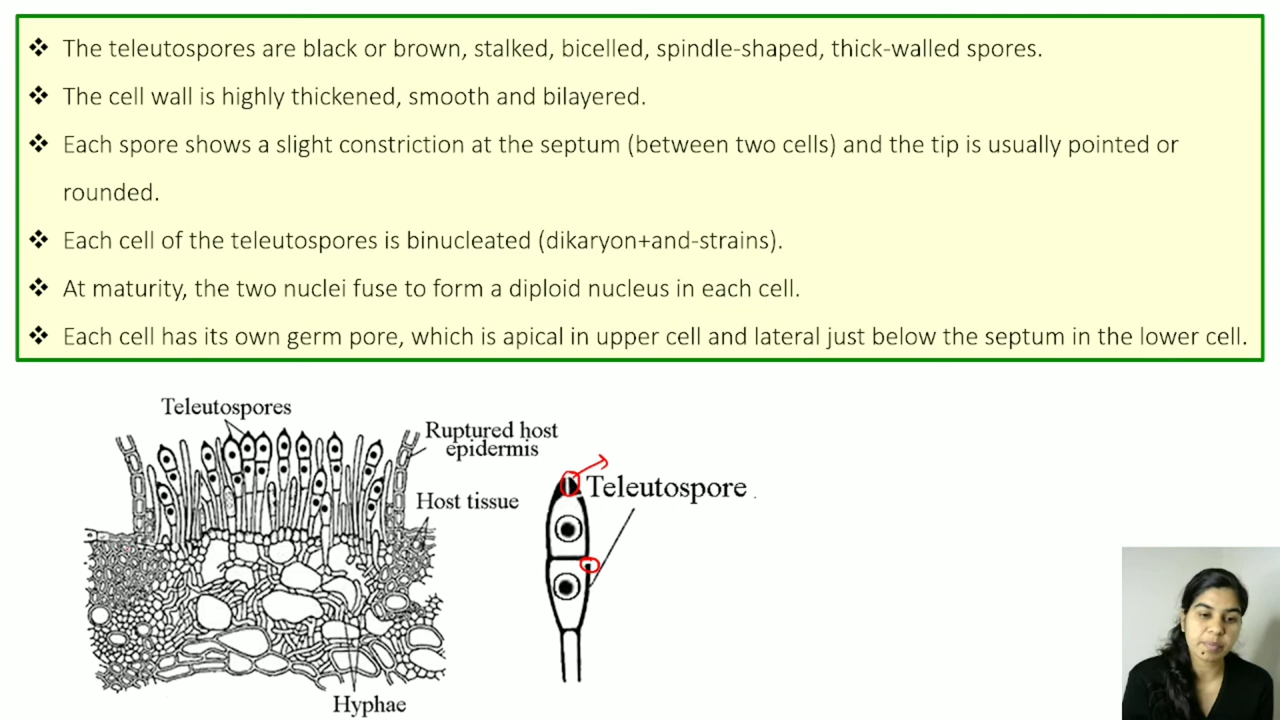 ❖ The teleutospores are black or brown, stalked, bicelled, spindle-shaped, thick-walled spores.
❖ The cell wall is highly thickened, smooth and bilayered.
❖ Each spore shows a slight constriction at the septum (between two cells) and the tip is usually pointed or
rounded.
❖ Each cell of the teleutospores is binucleated (dikaryon+and-strains).
❖ At maturity, the two nuclei fuse to form a diploid nucleus in each cell.
❖ Each cell has its own germ pore, which is apical in upper cell and lateral just below the septum in the lower cell.
Teleutospores
Ruptured host
epidermis
Host tissue
Hyphae
Teleutospore